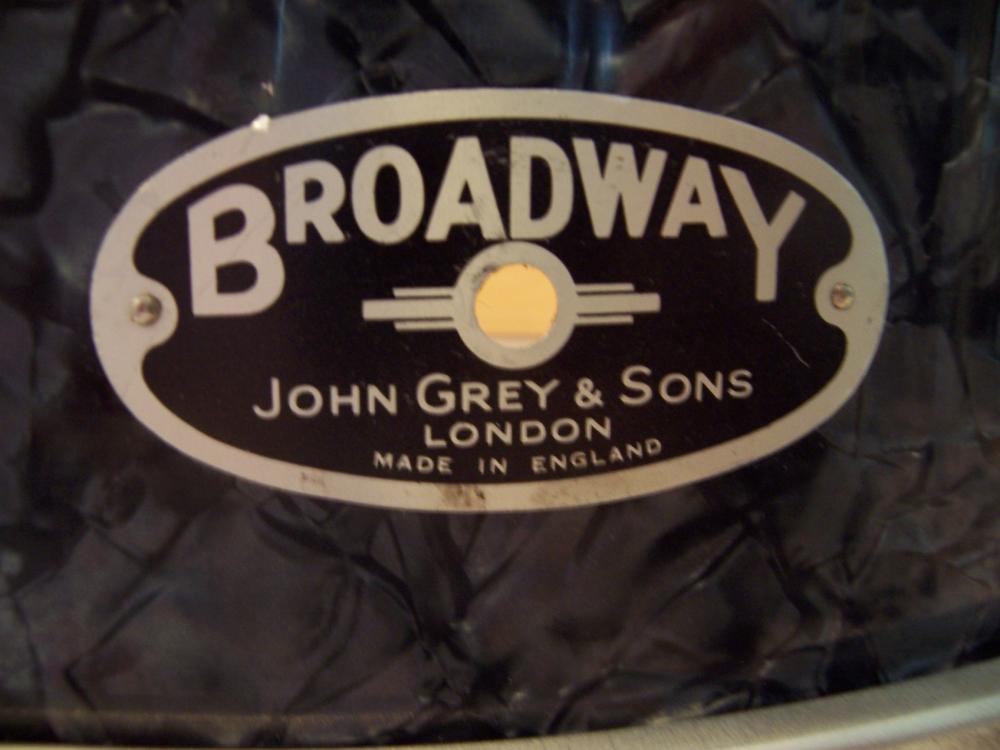 BROADWAY
JOHN GREY & SONS
LONDON
MADE IN ENGLAND